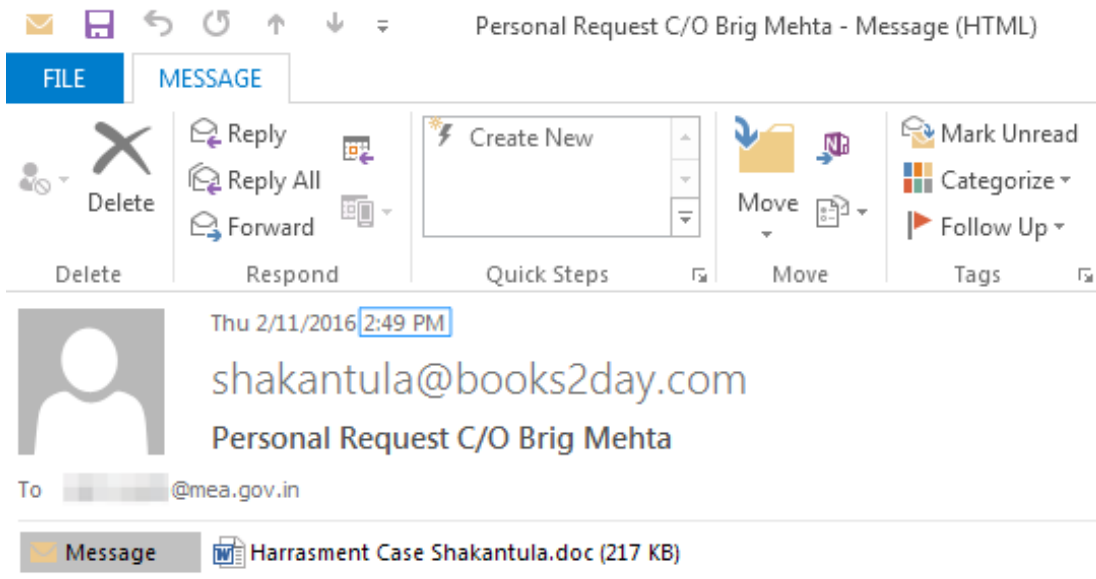 Personal Request C/O Brig Mehta - Message (HTML)
FILE MESSAGE
Delete
Reply
Reply All
Forward
Create New
Move
Mark Unread
Categorize
Follow Up
Delete Respond Quick Steps Move Tags
Thu 2/11/2016 2:49 PM
shakantula@books2day.com
Personal Request C/O Brig Mehta
To @mea.gov.in
Message Harrasment Case Shakantula.doc (217 KB)